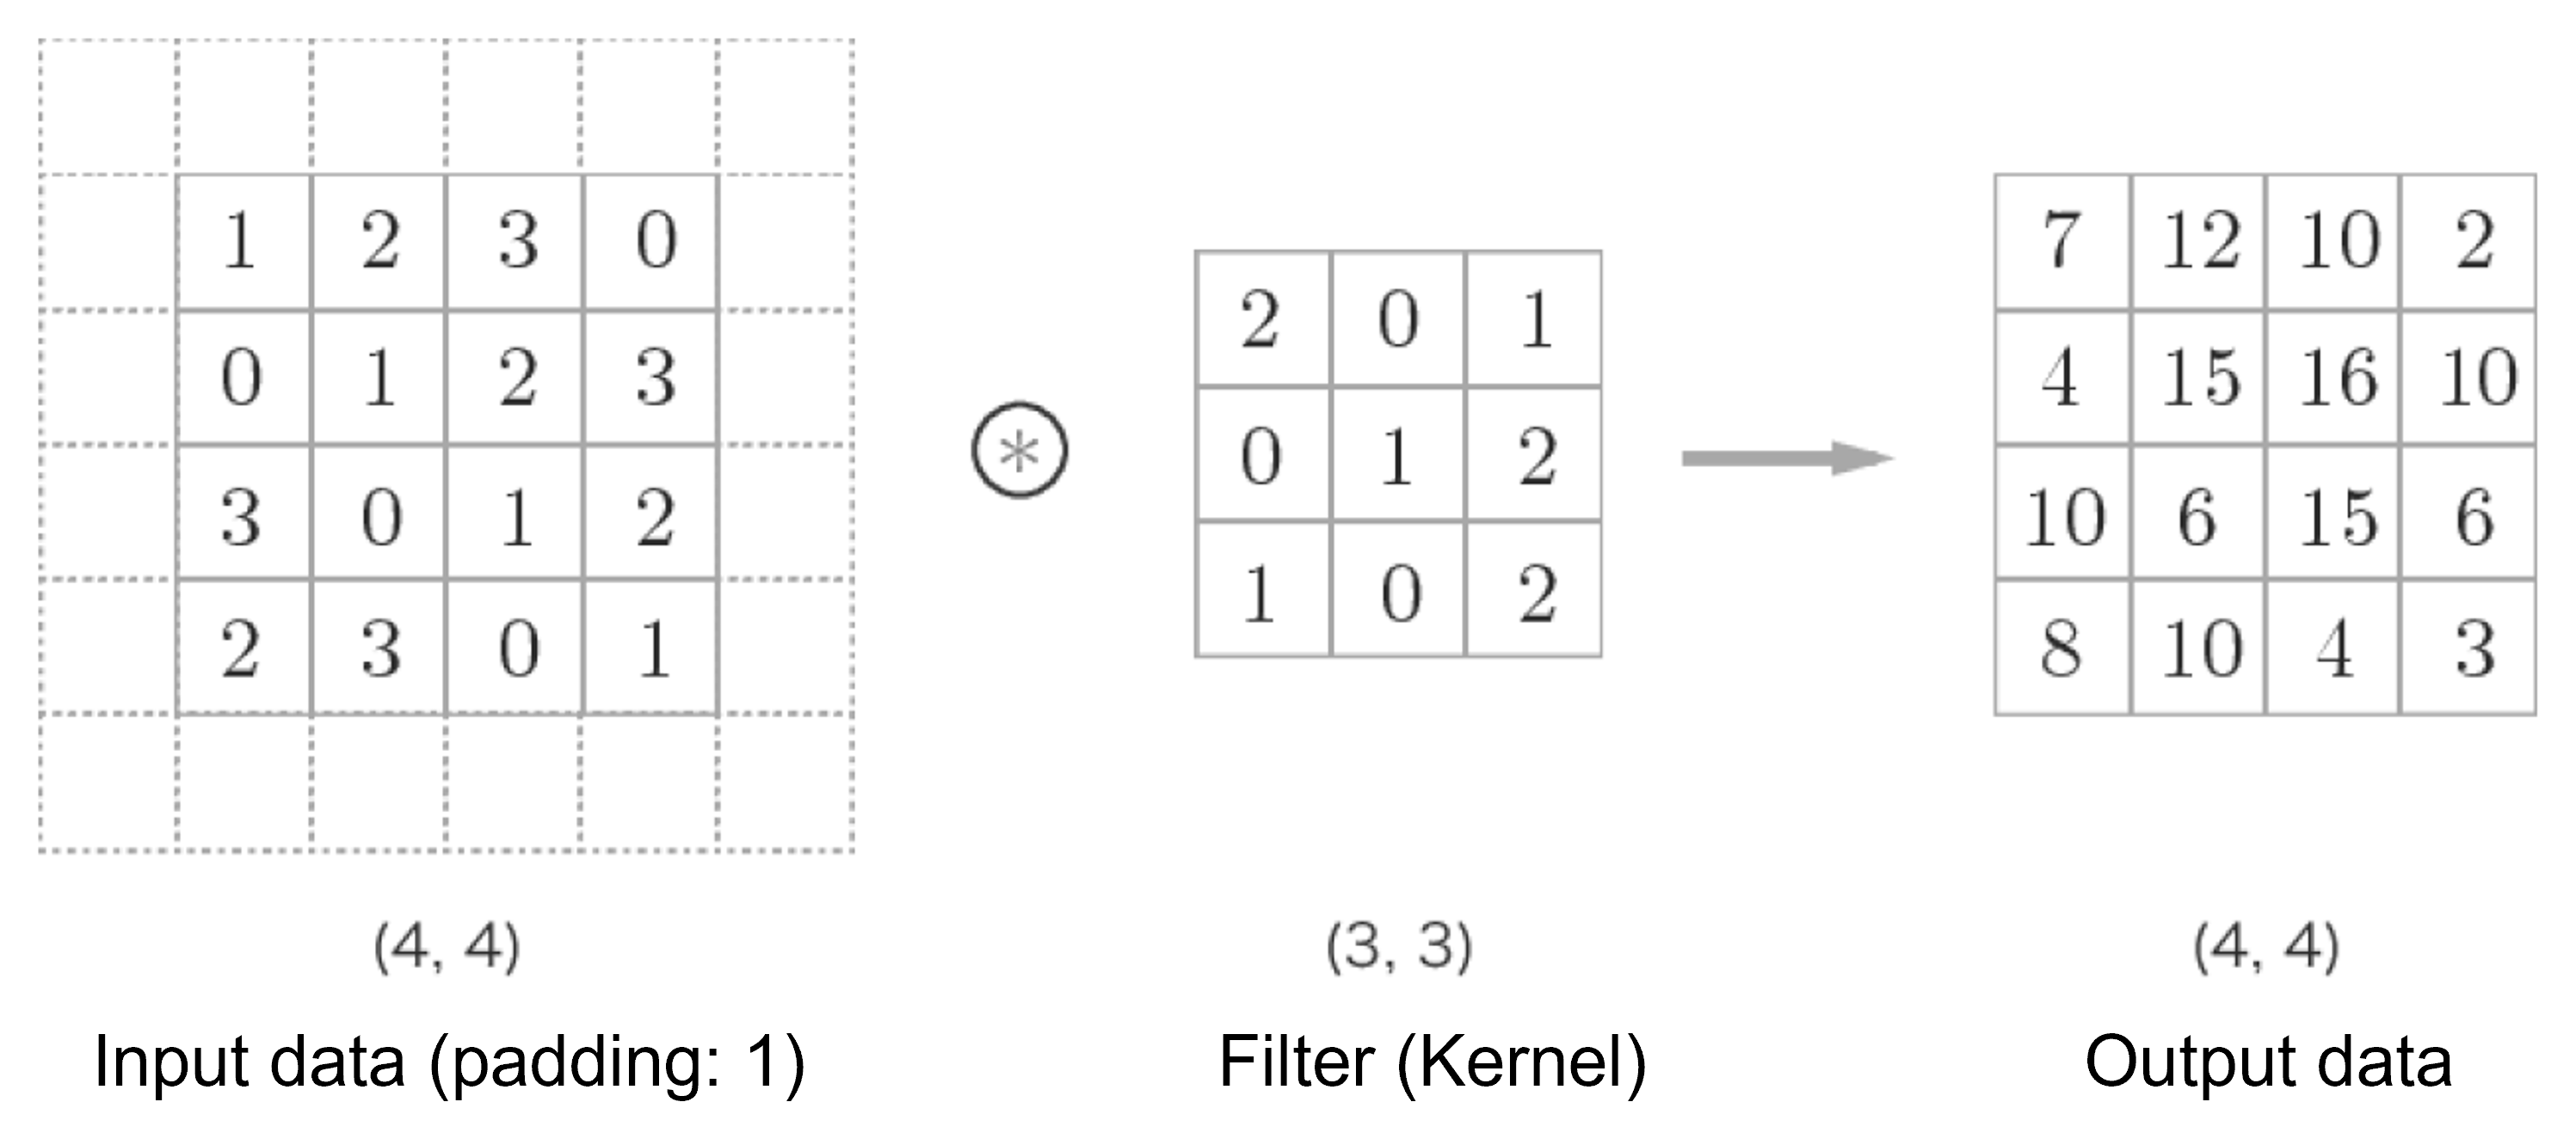 1 2 3 0
0 1 2 3
3 0 1 2
2 3 0 1
(4, 4)
Input data (padding: 1)
*
2 0 1
0 1 2
1 0 2
(3, 3)
Filter (Kernel)
7 12 10 2
4 15 16 10
10 6 15 6
8 10 4 3
(4, 4)
Output data